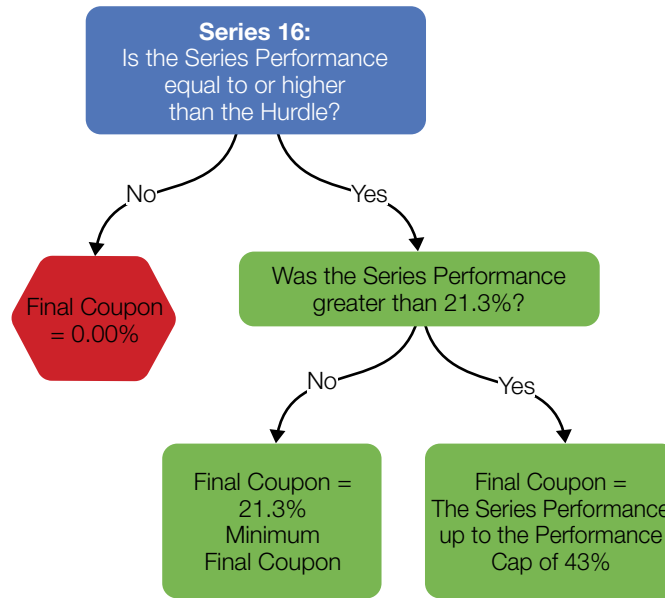 Series 16:
Is the Series Performance
equal to or higher
than the Hurdle?
No
Yes
Final Coupon
= 0.00%
Was the Series Performance
greater than 21.3%?
No
Yes
Final Coupon =
21.3%
Minimum
Final Coupon
Final Coupon =
The Series Performance
up to the Performance
Cap of 43%